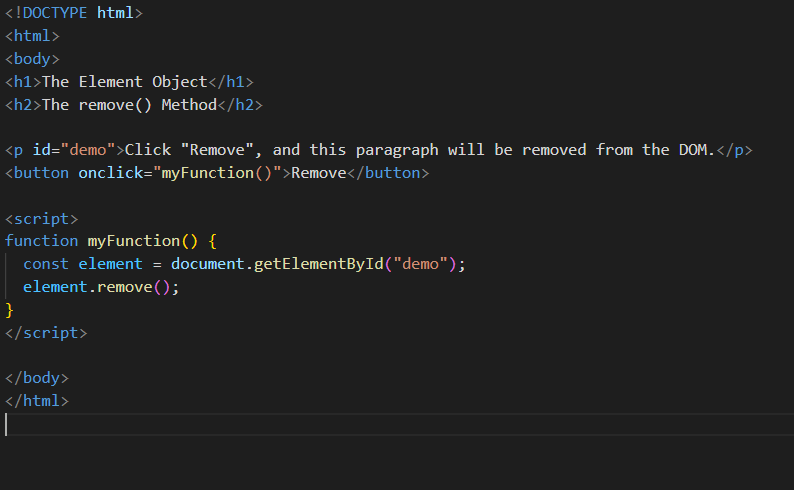 <!DOCTYPE html>
<html>
<body>
<h1>The Element Object</h1>
<h2>The remove() Method</h2>
<p id="demo">Click "Remove", and this paragraph will be removed from the DOM.</p>
<button onclick="myFunction()">Remove</button>
<script>
function myFunction() {
  const element = document.getElementById("demo");
  element.remove();
}
</script>
</body>
</html>